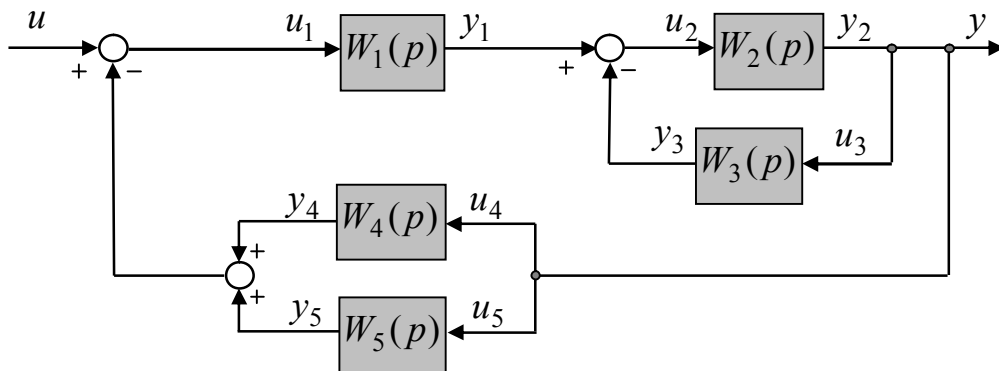 u u₁ W₁(p) y₁ u₂ W₂(p) y₂ y
+ − + −
y₃ W₃(p) u₃
y₄ W₄(p) u₄
+
+
y₅ W₅(p) u₅